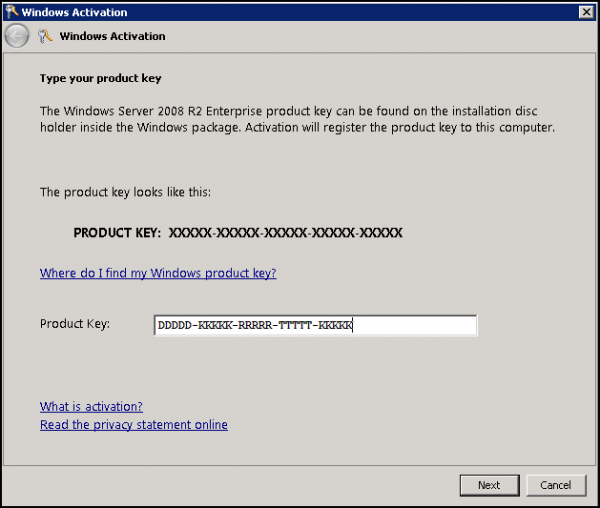 Windows Activation
Windows Activation
Type your product key
The Windows Server 2008 R2 Enterprise product key can be found on the installation disc
holder inside the Windows package. Activation will register the product key to this computer.
The product key looks like this:
PRODUCT KEY: XXXXX-XXXXX-XXXXX-XXXXX-XXXXX
Where do I find my Windows product key?
Product Key: DDDDD-KKKKK-RRRRR-TTTTT-KKKKK
What is activation?
Read the privacy statement online
Next Cancel